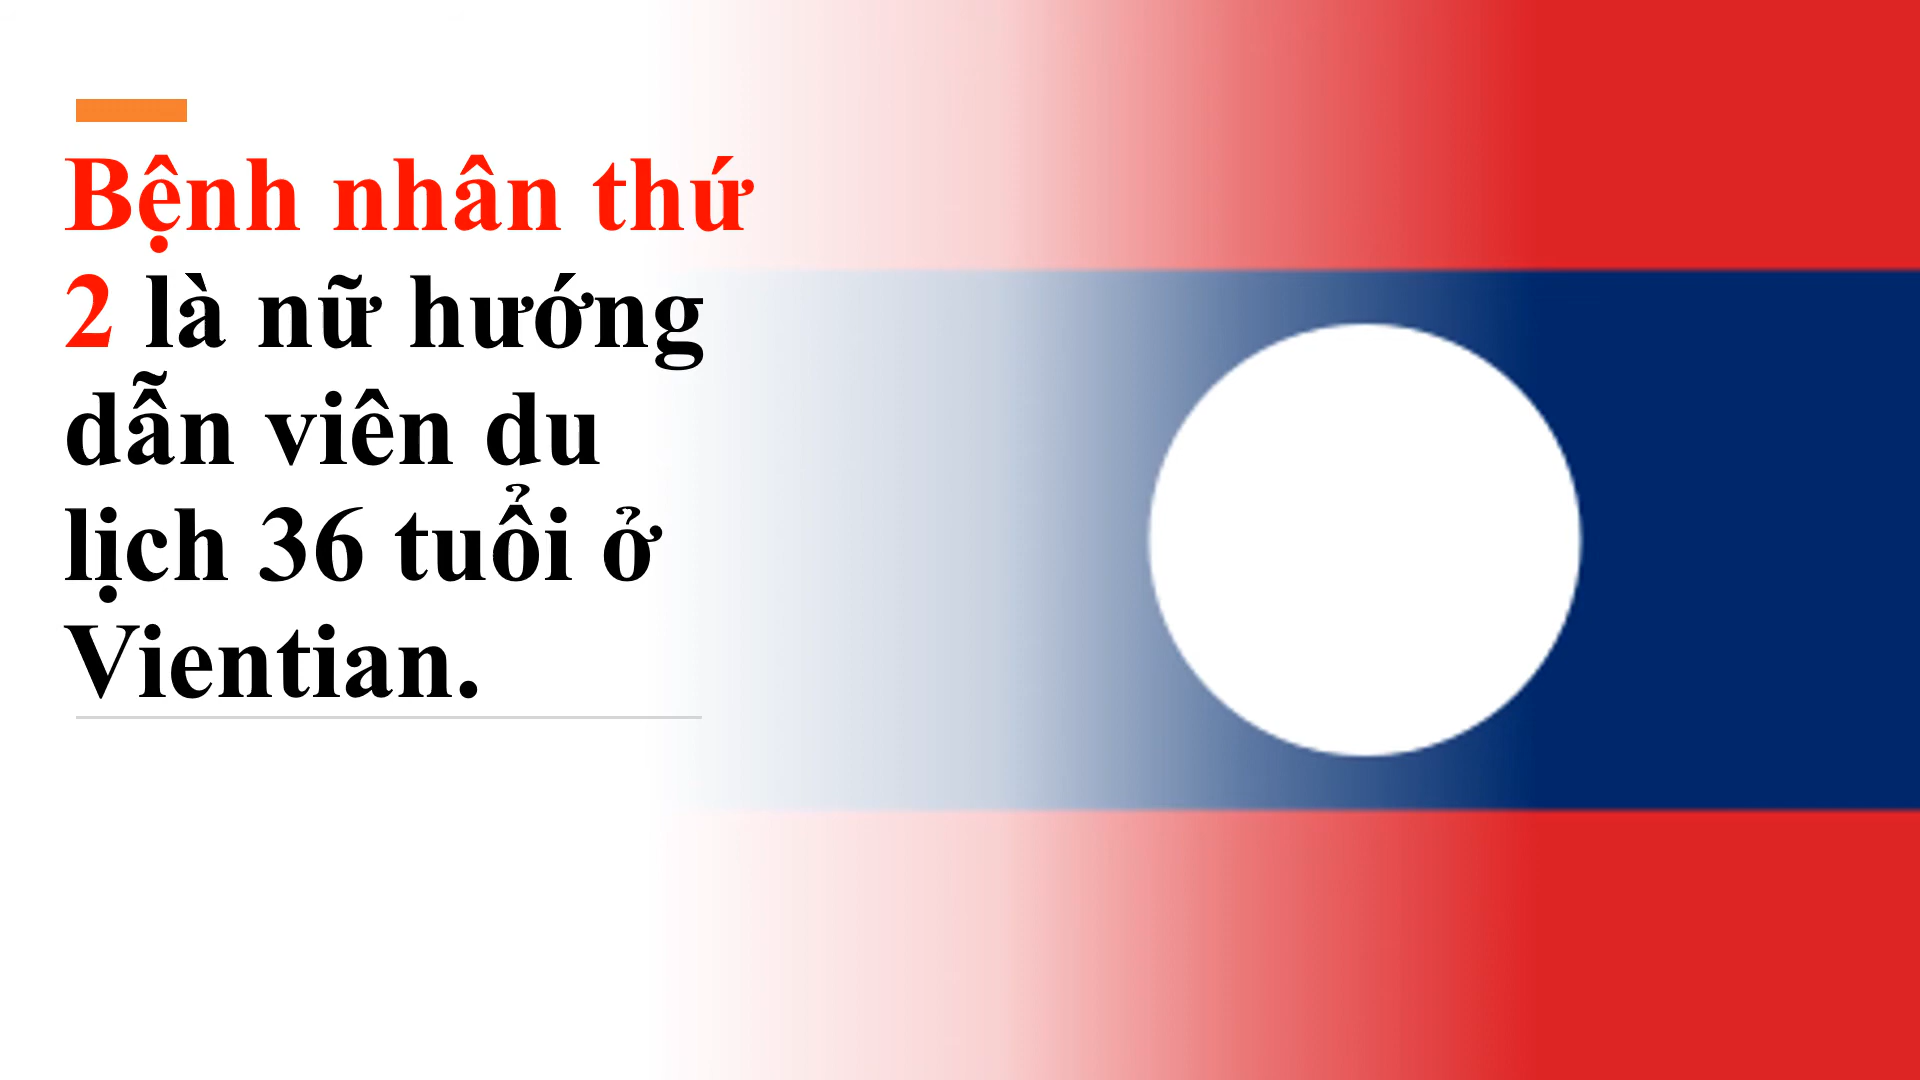 Bệnh nhân thứ
2 là nữ hướng
dẫn viên du
lịch 36 tuổi ở
Vientian.